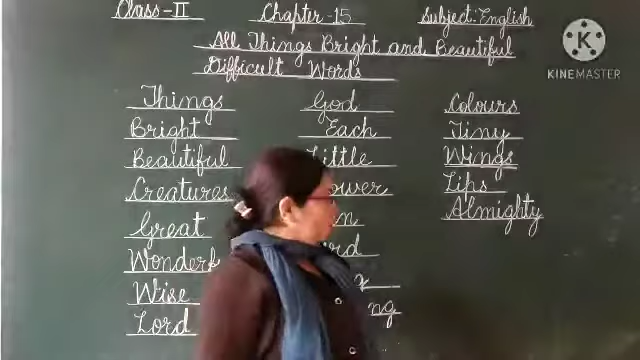 Class-II Chapter-15 Subject:English
All Things Bright and Beautiful
Difficult Words
Things God Colours
Bright Each Tiny
Beautiful Little Wings
Creatures Lips
Great Almighty
Wise
Lord
KINEMASTER